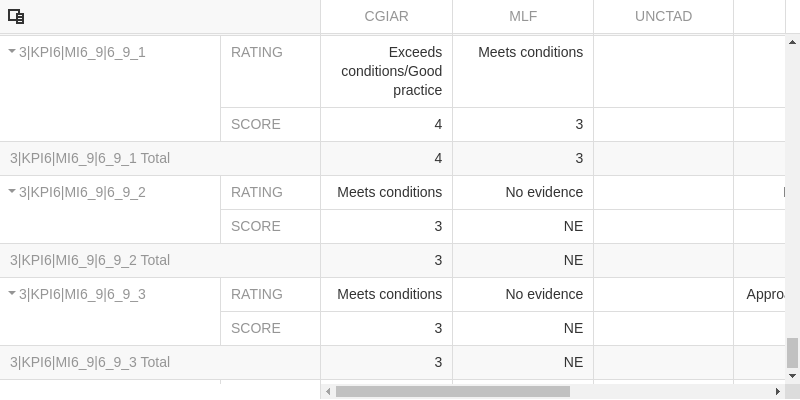 CGIAR MLF UNCTAD
3|KPI6|MI6_9|6_9_1 RATING Exceeds conditions/Good practice Meets conditions
SCORE 4 3
3|KPI6|MI6_9|6_9_1 Total 4 3
3|KPI6|MI6_9|6_9_2 RATING Meets conditions No evidence
SCORE 3 NE
3|KPI6|MI6_9|6_9_2 Total 3 NE
3|KPI6|MI6_9|6_9_3 RATING Meets conditions No evidence
SCORE 3 NE
3|KPI6|MI6_9|6_9_3 Total 3 NE